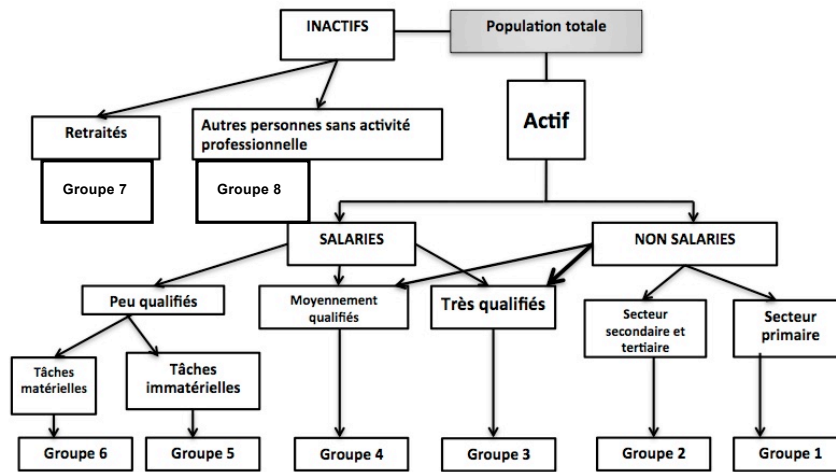 INACTIFS
Population totale
Retraités
Autres personnes sans activité
professionnelle
Actif
Groupe 7
Groupe 8
SALARIES
NON SALARIES
Peu qualifiés
Moyennement
qualifiés
Très qualifiés
Secteur
secondaire et
tertiaire
Secteur
primaire
Tâches
matérielles
Tâches
immatérielles
Groupe 6
Groupe 5
Groupe 4
Groupe 3
Groupe 2
Groupe 1